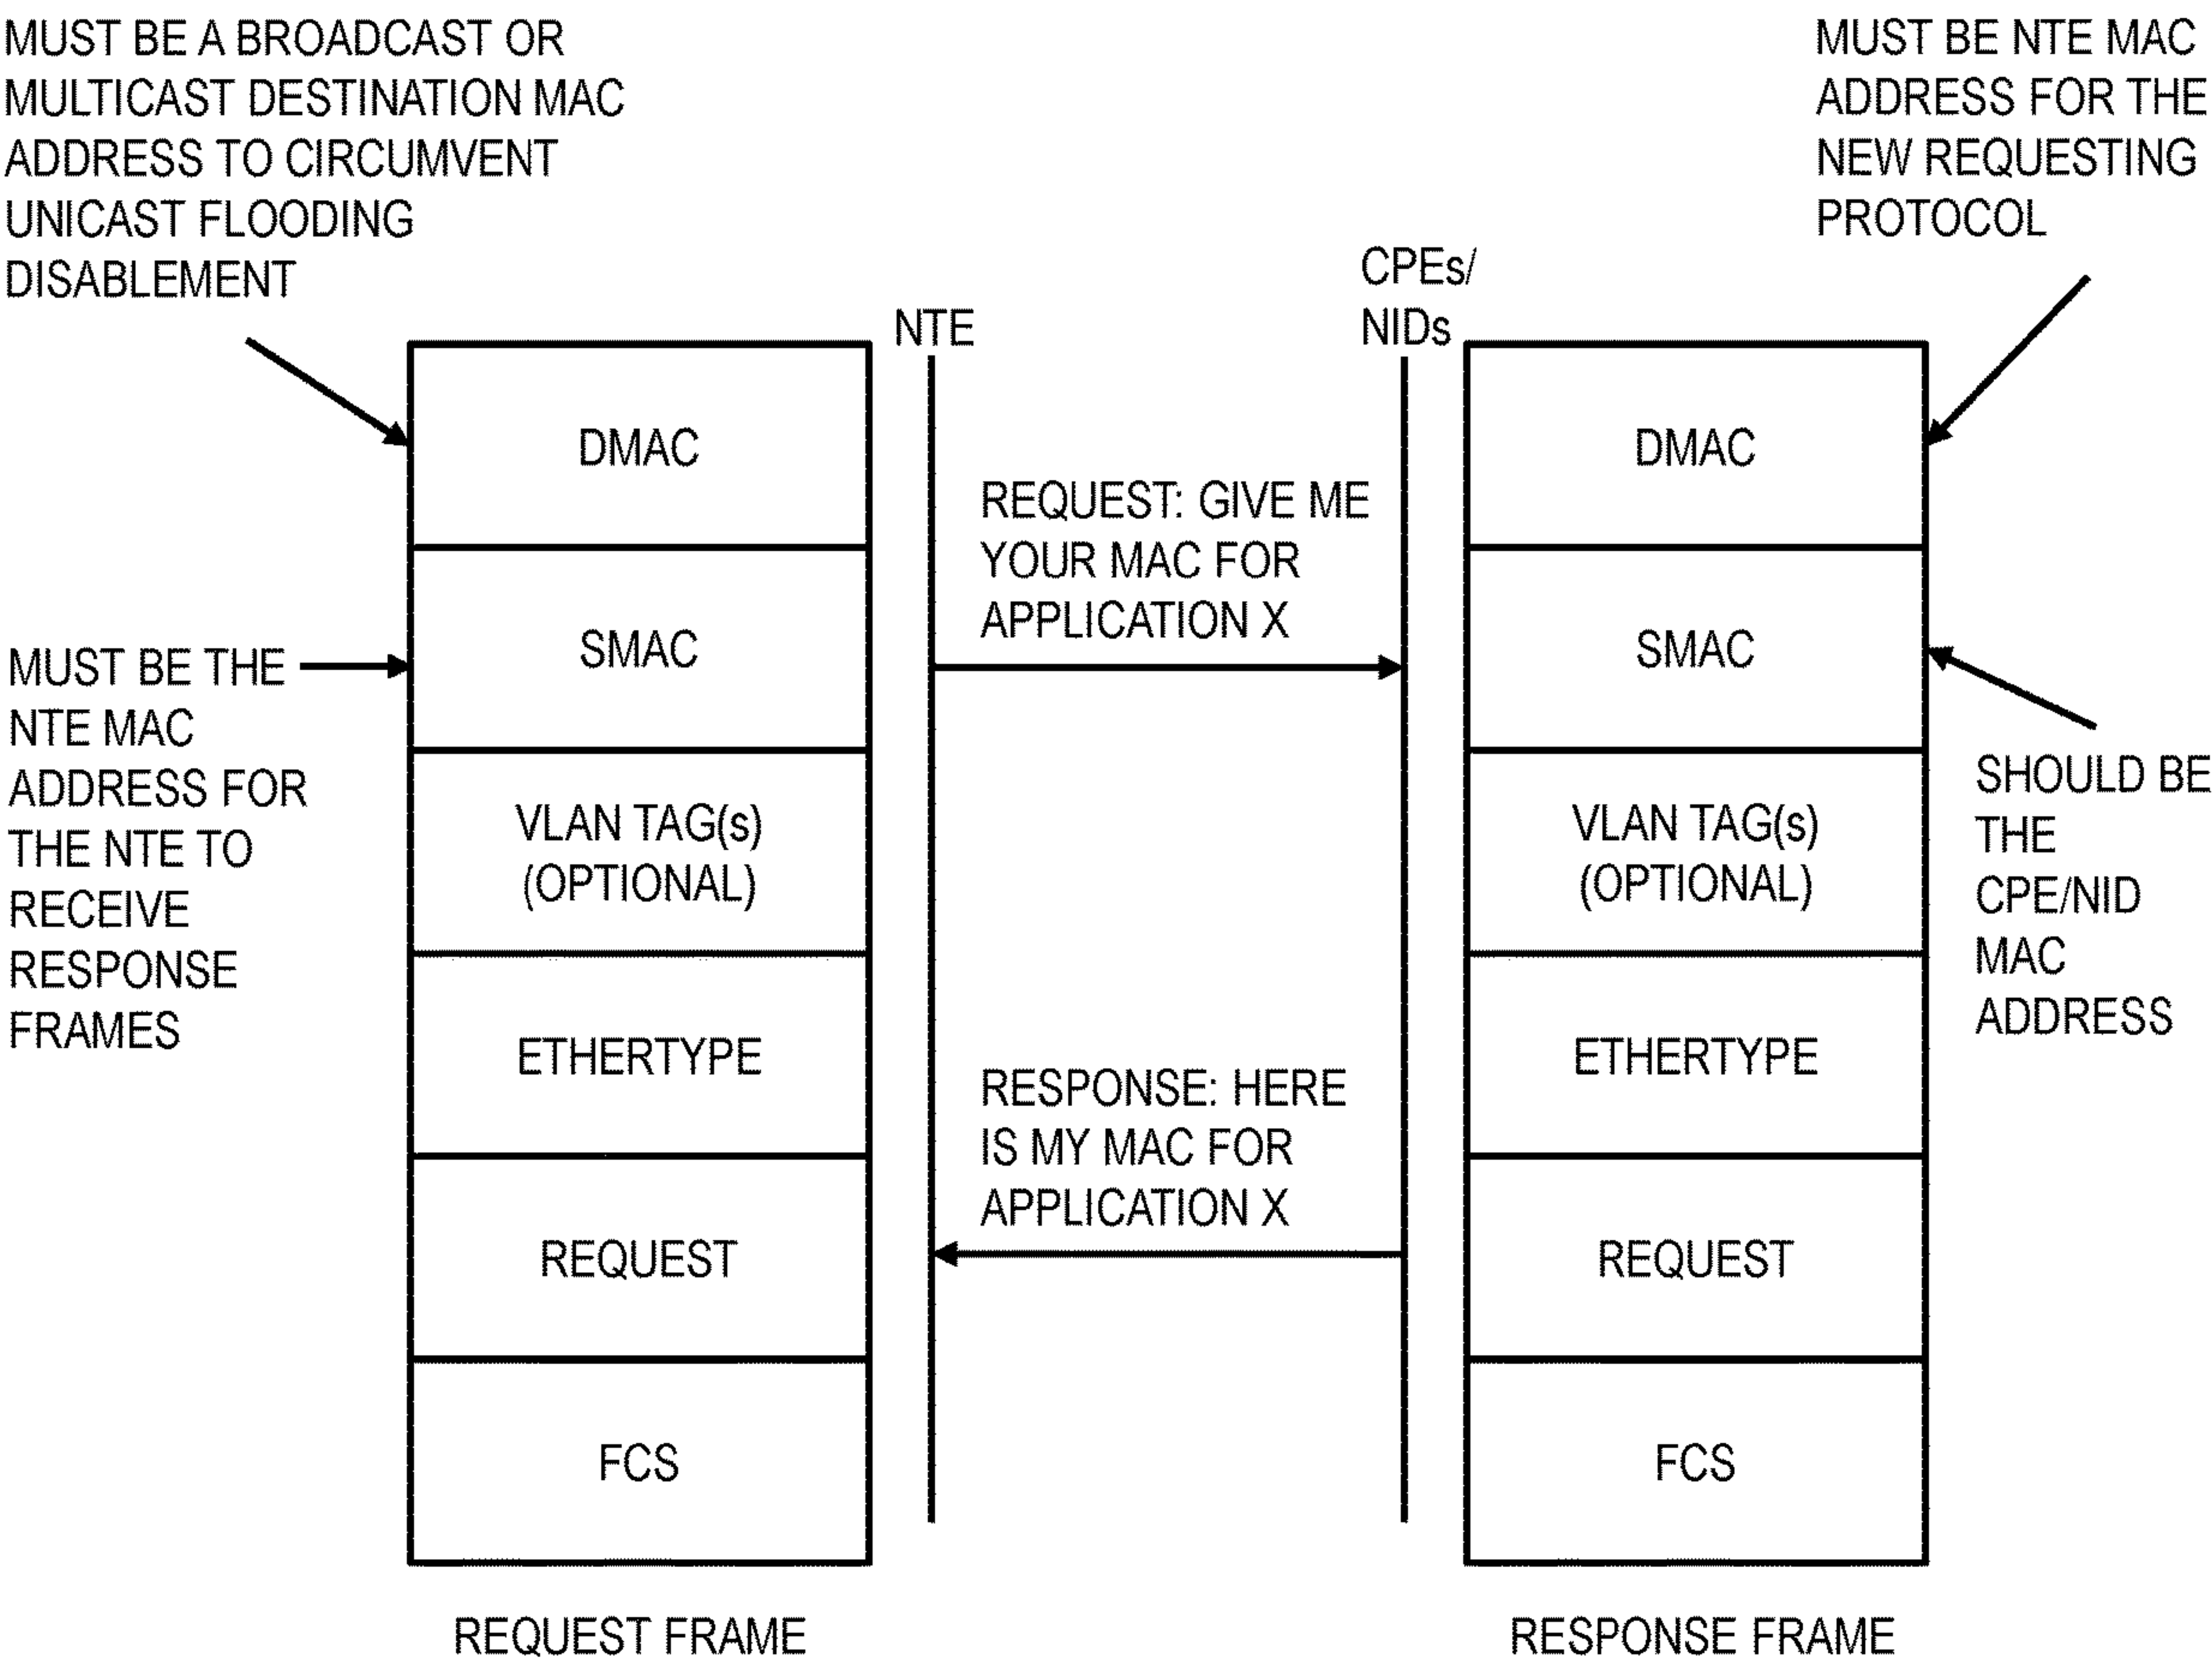 MUST BE A BROADCAST OR
MULTICAST DESTINATION MAC
ADDRESS TO CIRCUMVENT
UNICAST FLOODING
DISABLEMENT
MUST BE NTE MAC
ADDRESS FOR THE
NEW REQUESTING
PROTOCOL
MUST BE THE
NTE MAC
ADDRESS FOR
THE NTE TO
RECEIVE
RESPONSE
FRAMES
DMAC
SMAC
VLAN TAG(s)
(OPTIONAL)
ETHERTYPE
REQUEST
FCS
REQUEST FRAME
NTE
CPEs/
NIDs
REQUEST: GIVE ME
YOUR MAC FOR
APPLICATION X
RESPONSE: HERE
IS MY MAC FOR
APPLICATION X
DMAC
SMAC
VLAN TAG(s)
(OPTIONAL)
ETHERTYPE
REQUEST
FCS
RESPONSE FRAME
SHOULD BE
THE
CPE/NID
MAC
ADDRESS